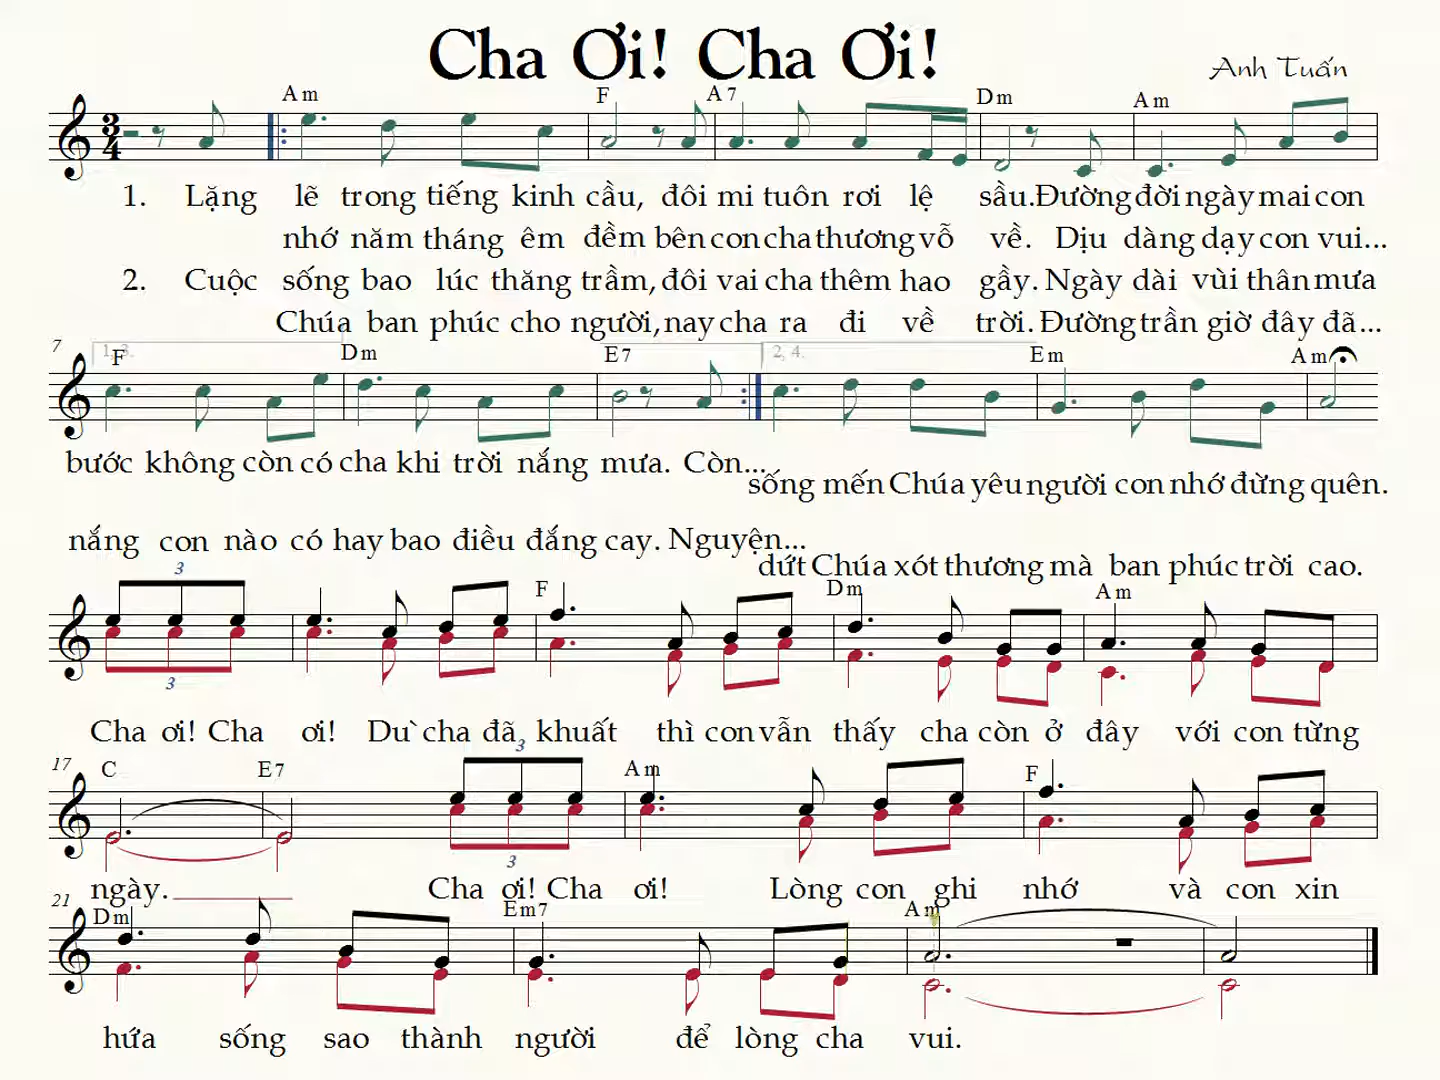 Cha Ơi! Cha Ơi!
Anh Tuấn
Am F A7 Dm Am
3
4
1. Lặng lẽ trong tiếng kinh cầu, đôi mi tuôn rơi lệ sầu. Đường đời ngày mai con
nhớ năm tháng êm đềm bên con cha thương vỗ về. Dịu dàng dạy con vui...
2. Cuộc sống bao lúc thăng trầm, đôi vai cha thêm hao gầy. Ngày dài vùi thân mưa
Chúa ban phúc cho người, nay cha ra đi về trời. Đường trần giờ đây đã...
7 1, 3. F Dm E7 2, 4. Em Am
bước không còn có cha khi trời nắng mưa. Còn...
sống mến Chúa yêu người con nhớ đừng quên.
nắng con nào có hay bao điều đắng cay. Nguyện...
dứt Chúa xót thương mà ban phúc trời cao.
3 F Dm Am
3
Cha ơi! Cha ơi! Dù cha đã khuất thì con vẫn thấy cha còn ở đây với con từng
17 C E7 3 Am F
3
ngày. Cha ơi! Cha ơi! Lòng con ghi nhớ và con xin
21 Dm Em7 Am
hứa sống sao thành người để lòng cha vui.